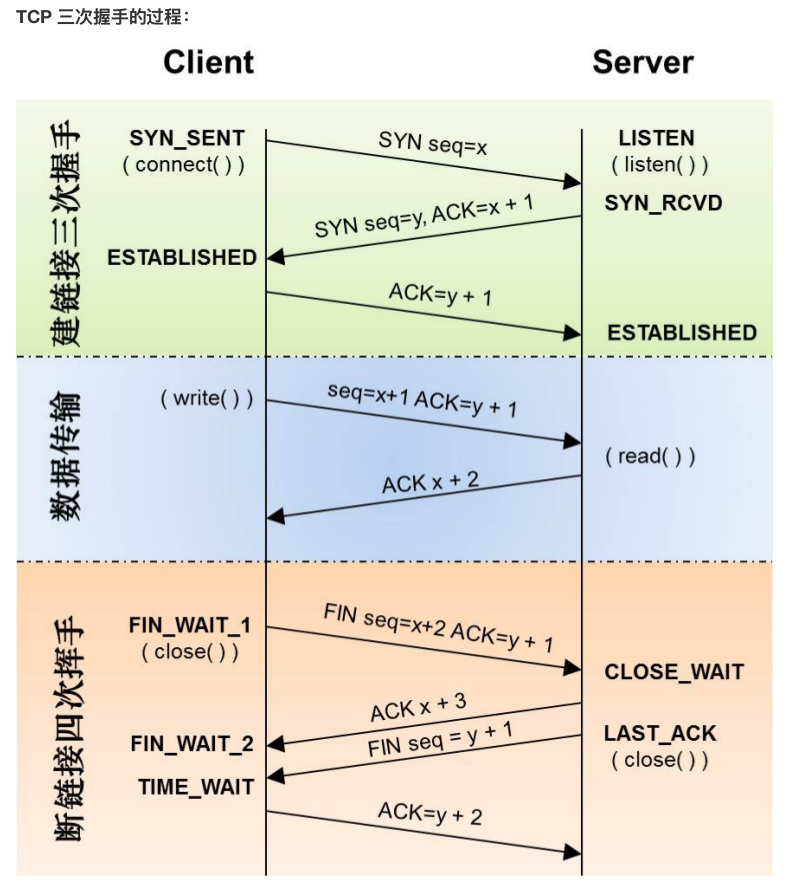 TCP 三次握手的过程：
Client
Server
建链接三次握手
SYN_SENT
( connect( ) )
SYN seq=x
LISTEN
( listen( ) )
SYN_RCVD
SYN seq=y, ACK=x + 1
ESTABLISHED
ACK=y + 1
ESTABLISHED
数据传输
( write( ) )
seq=x+1 ACK=y + 1
( read( ) )
ACK x + 2
断链接四次挥手
FIN_WAIT_1
( close( ) )
FIN seq=x+2 ACK=y + 1
CLOSE_WAIT
ACK x + 3
FIN_WAIT_2
FIN seq = y + 1
LAST_ACK
( close( ) )
TIME_WAIT
ACK=y + 2